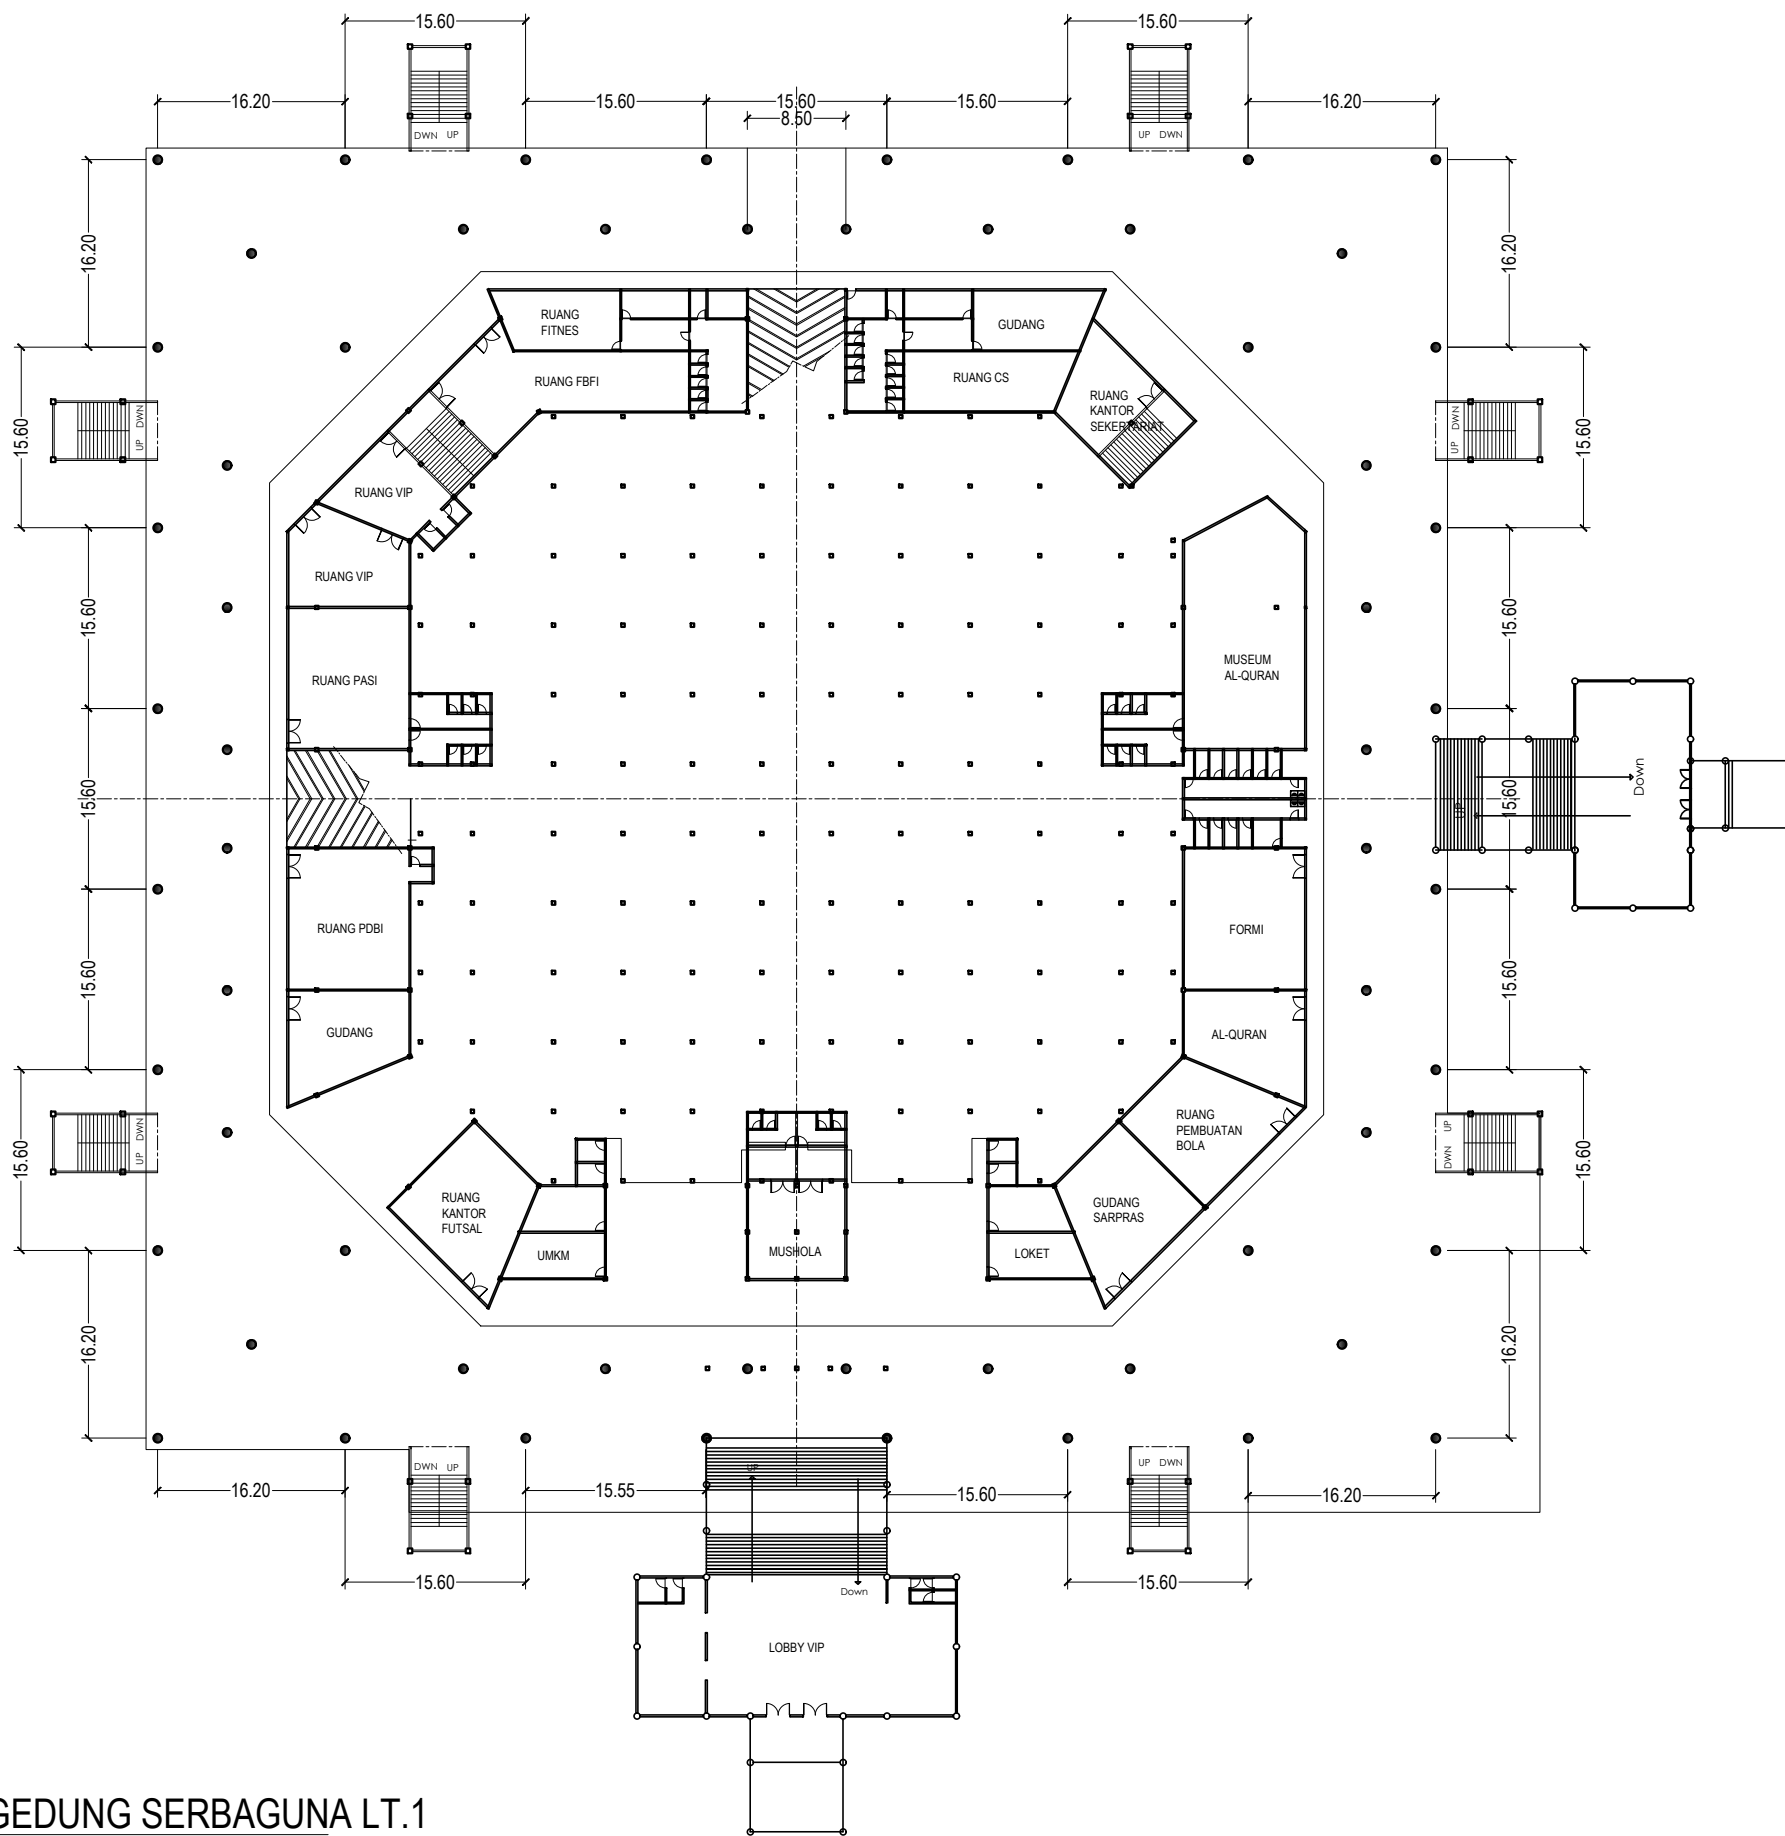 15.60
15.60
16.20
15.60
15.60
15.60
16.20
8.50
DWN UP
UP DWN
16.20
16.20
RUANG
FITNES
GUDANG
RUANG FBFI
RUANG CS
RUANG
KANTOR
SEKERTARIAT
15.60
UP DWN
UP DWN
15.60
RUANG VIP
RUANG VIP
15.60
15.60
RUANG PASI
MUSEUM
AL-QURAN
15.60
15.60
UP
Down
RUANG PDBI
FORMI
15.60
15.60
GUDANG
AL-QURAN
15.60
UP DWN
RUANG
PEMBUATAN
BOLA
DWN UP
15.60
RUANG
KANTOR
FUTSAL
GUDANG
SARPRAS
UMKM
MUSHOLA
LOKET
16.20
16.20
DWN UP
UP
UP DWN
16.20
15.55
15.60
16.20
15.60
Down
15.60
LOBBY VIP
GEDUNG SERBAGUNA LT.1